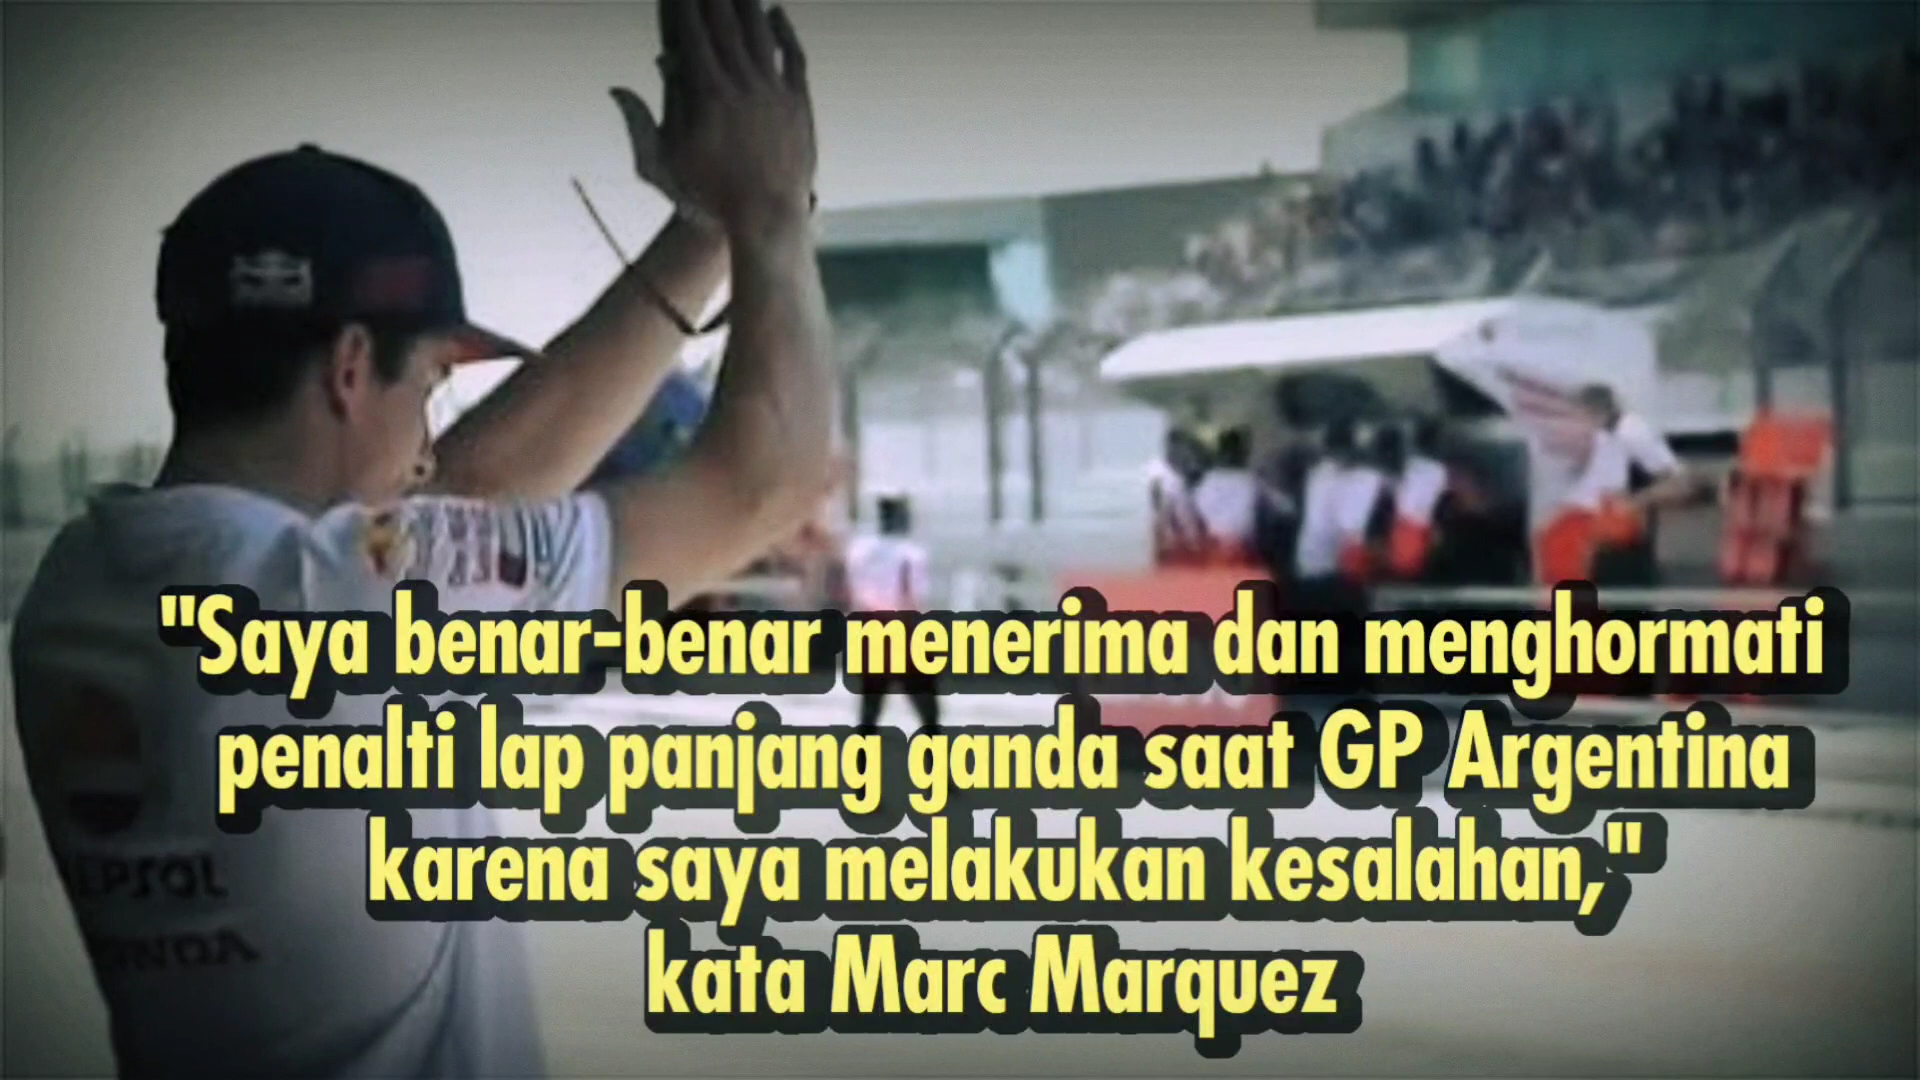 "Saya benar-benar menerima dan menghormati
penalti lap panjang ganda saat GP Argentina
karena saya melakukan kesalahan,"
kata Marc Marquez